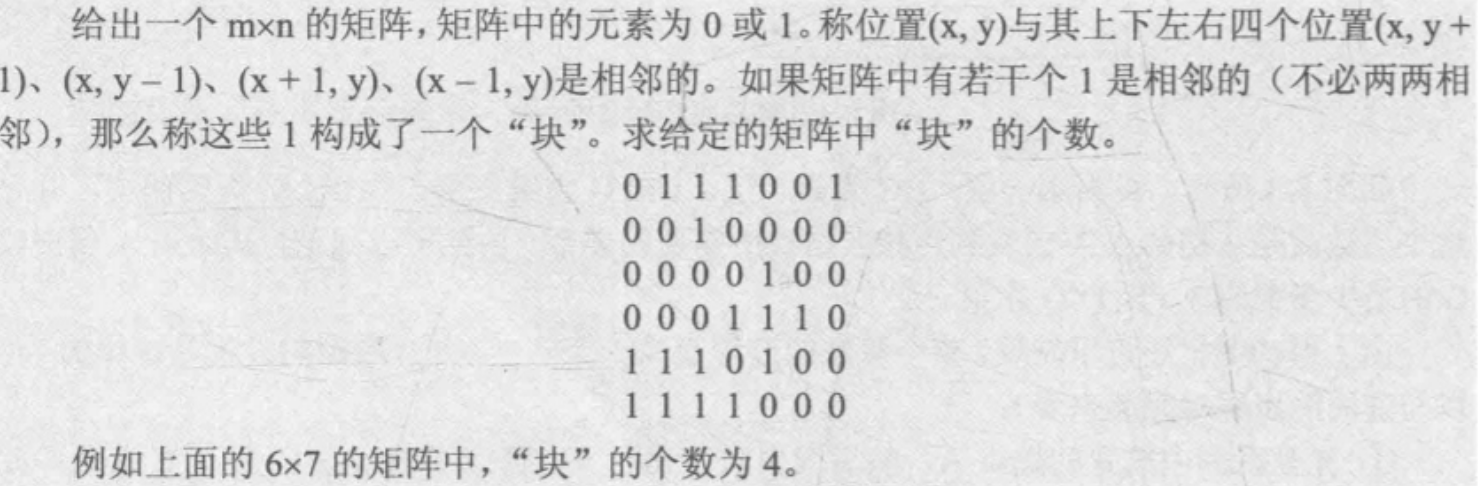 给出一个 m×n 的矩阵，矩阵中的元素为 0 或 1。称位置(x, y)与其上下左右四个位置(x, y +
1)、(x, y – 1)、(x + 1, y)、(x – 1, y)是相邻的。如果矩阵中有若干个 1 是相邻的（不必两两相
邻），那么称这些 1 构成了一个“块”。求给定的矩阵中“块”的个数。
0 1 1 1 0 0 1
0 0 1 0 0 0 0
0 0 0 0 1 0 0
0 0 0 1 1 1 0
1 1 1 0 1 0 0
1 1 1 1 0 0 0
例如上面的 6×7 的矩阵中，“块”的个数为 4。